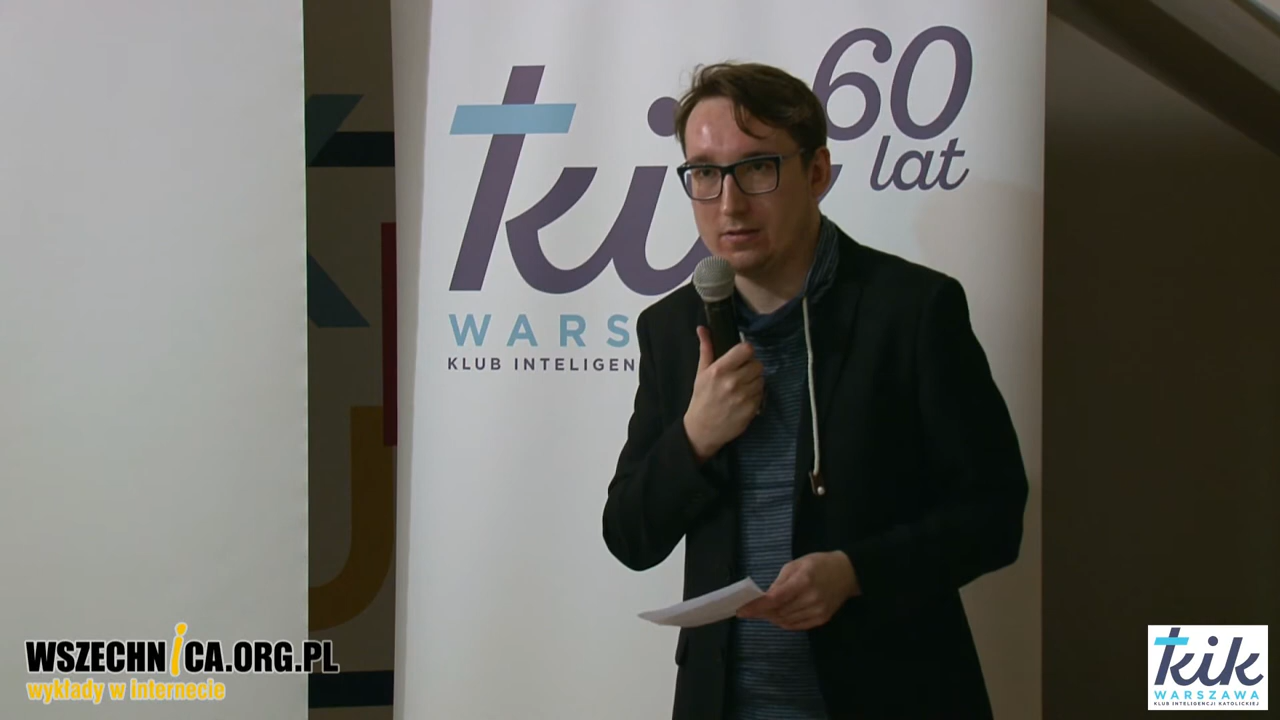 60
lat
kik
WARS
KLUB INTELIGEN
WSZECHNICA.ORG.PL
wykłady w internecie
kik
WARSZAWA
KLUB INTELIGENCJI KATOLICKIEJ